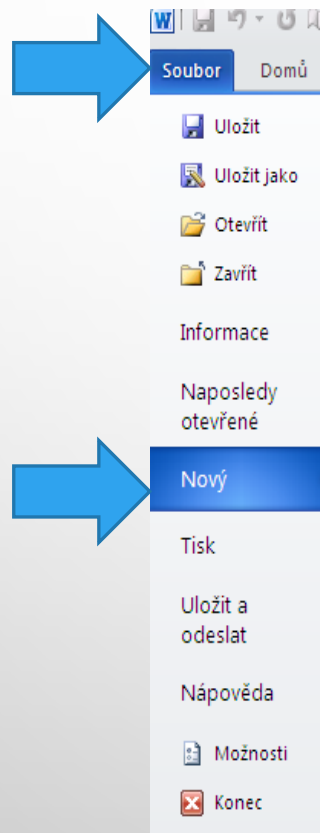 W
Soubor Domů
Uložit
Uložit jako
Otevřít
Zavřít
Informace
Naposledy
otevřené
Nový
Tisk
Uložit a
odeslat
Nápověda
Možnosti
Konec